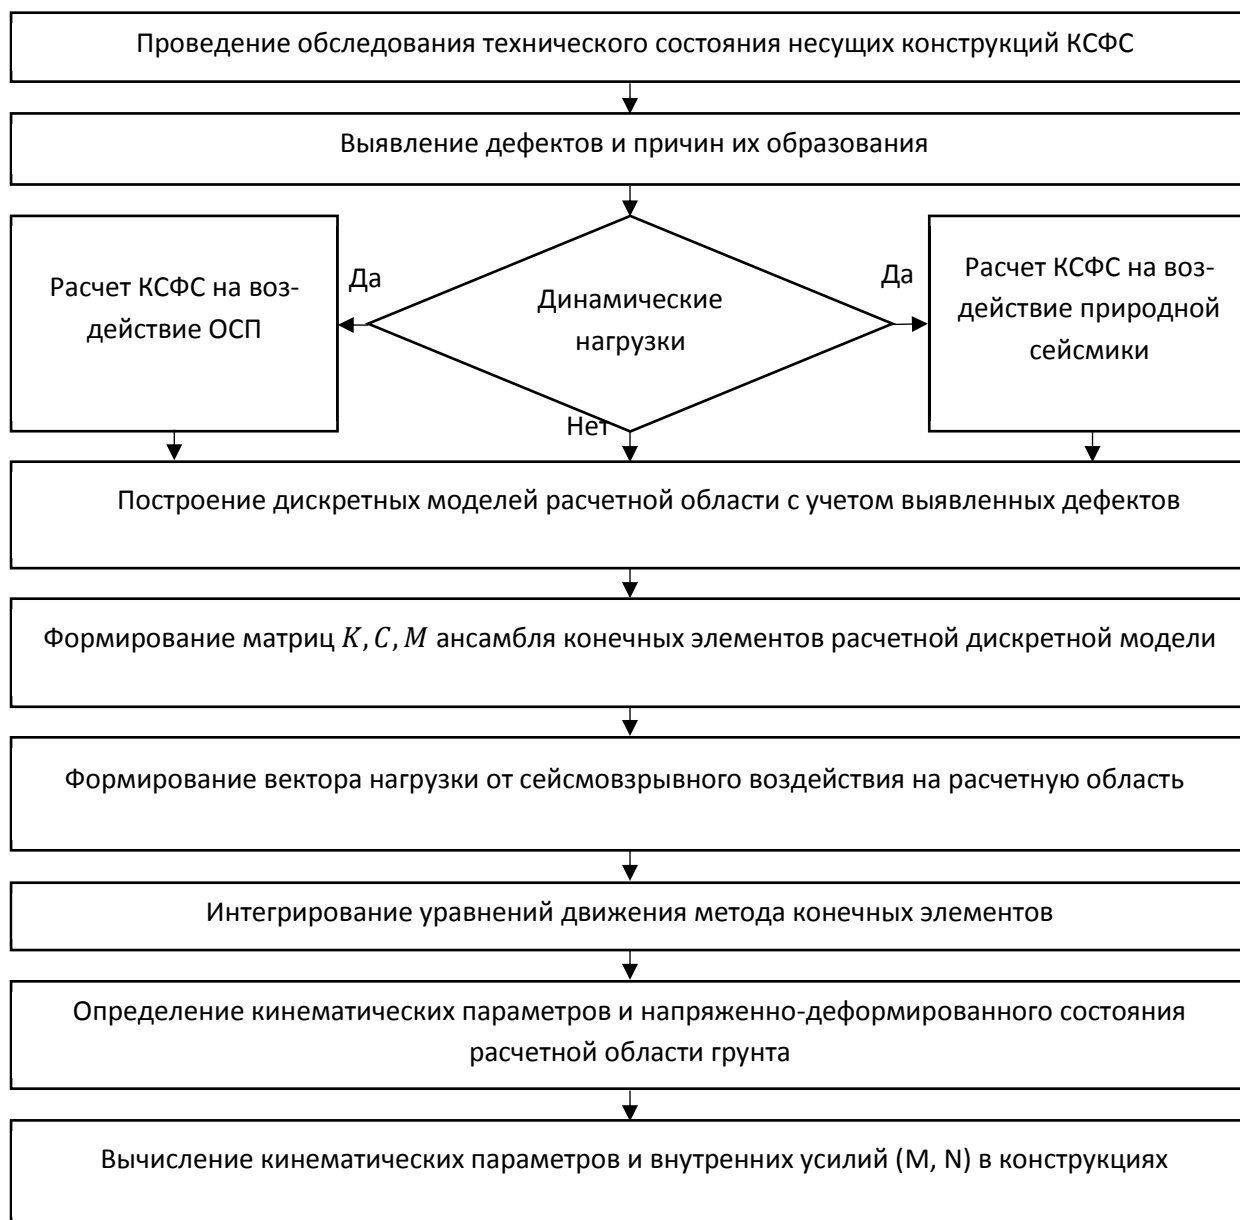 Проведение обследования технического состояния несущих конструкций КСФС
Выявление дефектов и причин их образования
Расчет КСФС на воз-
действие ОСП
Да
Динамические
нагрузки
Да
Расчет КСФС на воз-
действие природной
сейсмики
Нет
Построение дискретных моделей расчетной области с учетом выявленных дефектов
Формирование матриц K, C, M ансамбля конечных элементов расчетной дискретной модели
Формирование вектора нагрузки от сейсмовзрывного воздействия на расчетную область
Интегрирование уравнений движения метода конечных элементов
Определение кинематических параметров и напряженно-деформированного состояния
расчетной области грунта
Вычисление кинематических параметров и внутренних усилий (M, N) в конструкциях